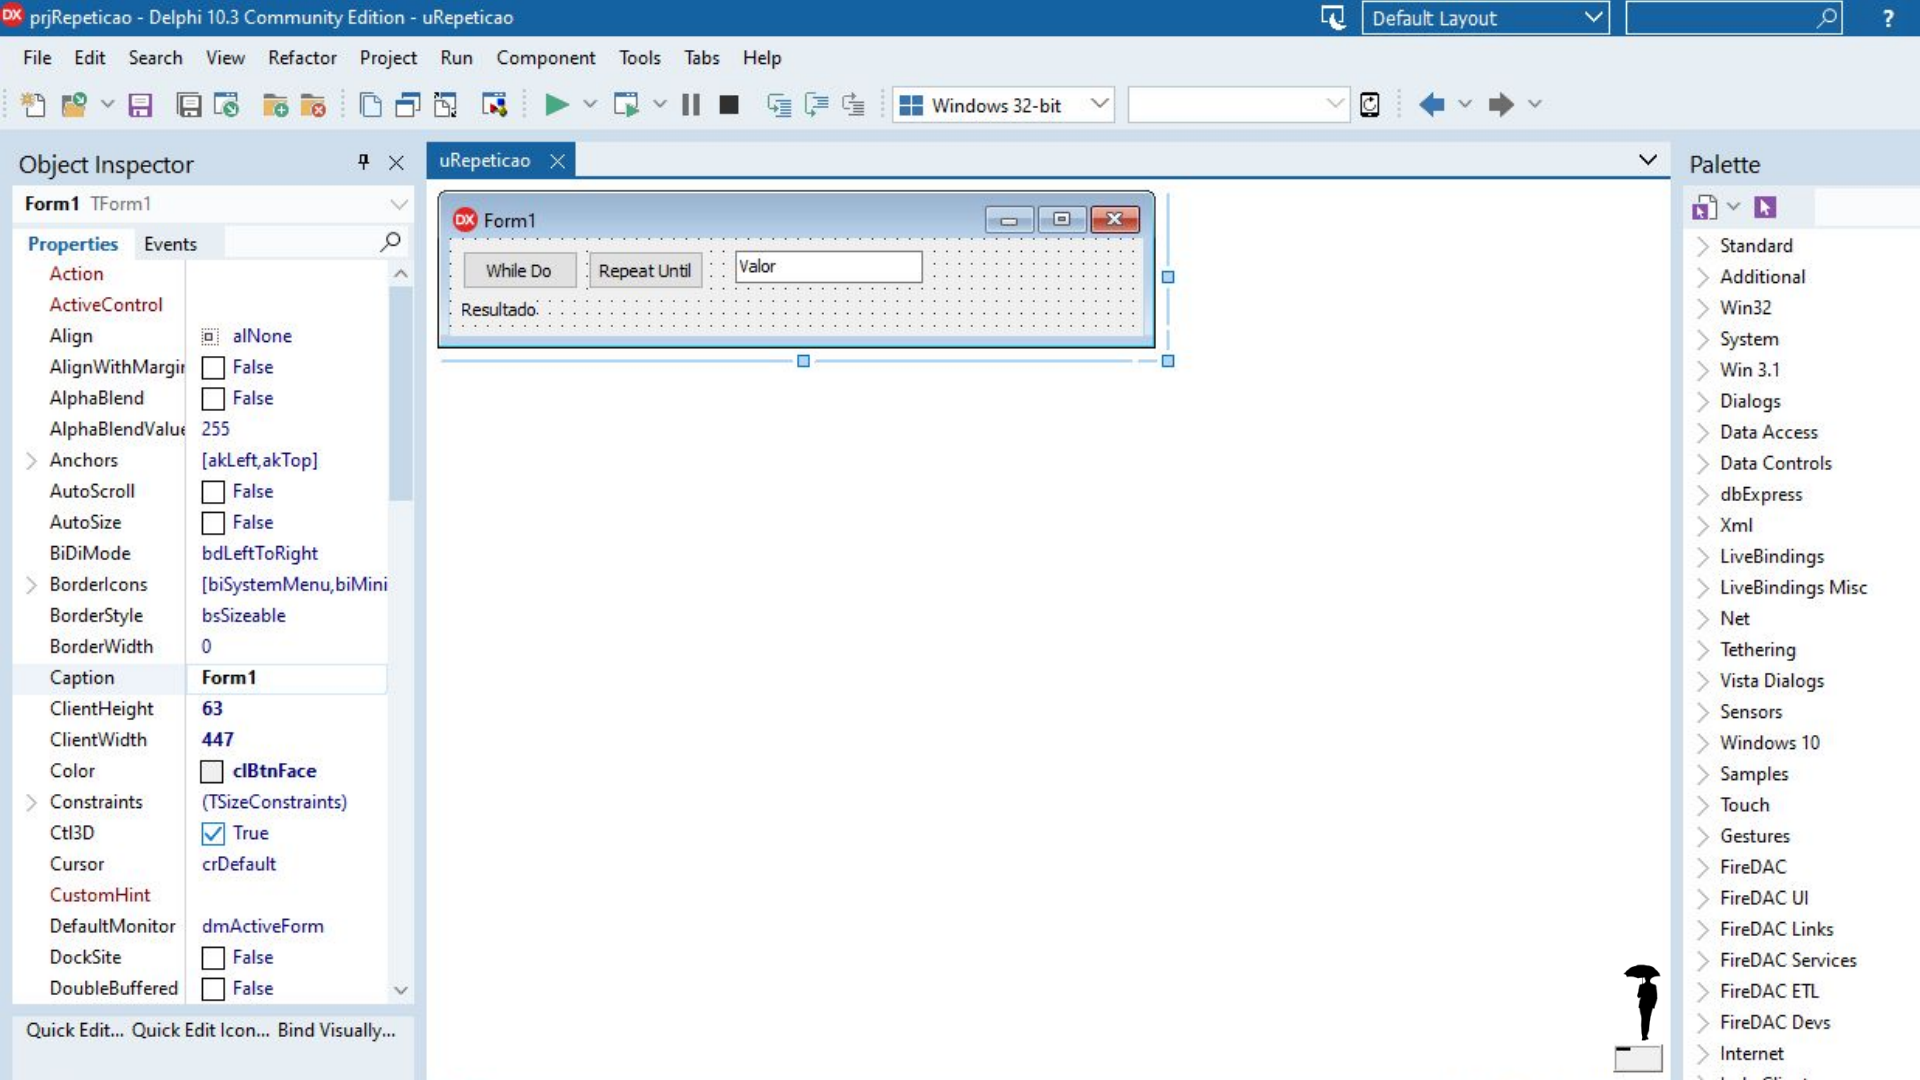 prjRepeticao - Delphi 10.3 Community Edition - uRepeticao
Default Layout
?
File Edit Search View Refactor Project Run Component Tools Tabs Help
Windows 32-bit
Object Inspector
Form1 TForm1
Properties Events
Action
ActiveControl
Align alNone
AlignWithMargin False
AlphaBlend False
AlphaBlendValue 255
Anchors [akLeft,akTop]
AutoScroll False
AutoSize False
BiDiMode bdLeftToRight
BorderIcons [biSystemMenu,biMini
BorderStyle bsSizeable
BorderWidth 0
Caption Form1
ClientHeight 63
ClientWidth 447
Color clBtnFace
Constraints (TSizeConstraints)
Ctl3D True
Cursor crDefault
CustomHint
DefaultMonitor dmActiveForm
DockSite False
DoubleBuffered False
Quick Edit... Quick Edit Icon... Bind Visually...
uRepeticao
DX Form1
While Do Repeat Until Valor
Resultado
Palette
Standard
Additional
Win32
System
Win 3.1
Dialogs
Data Access
Data Controls
dbExpress
Xml
LiveBindings
LiveBindings Misc
Net
Tethering
Vista Dialogs
Sensors
Windows 10
Samples
Touch
Gestures
FireDAC
FireDAC UI
FireDAC Links
FireDAC Services
FireDAC ETL
FireDAC Devs
Internet